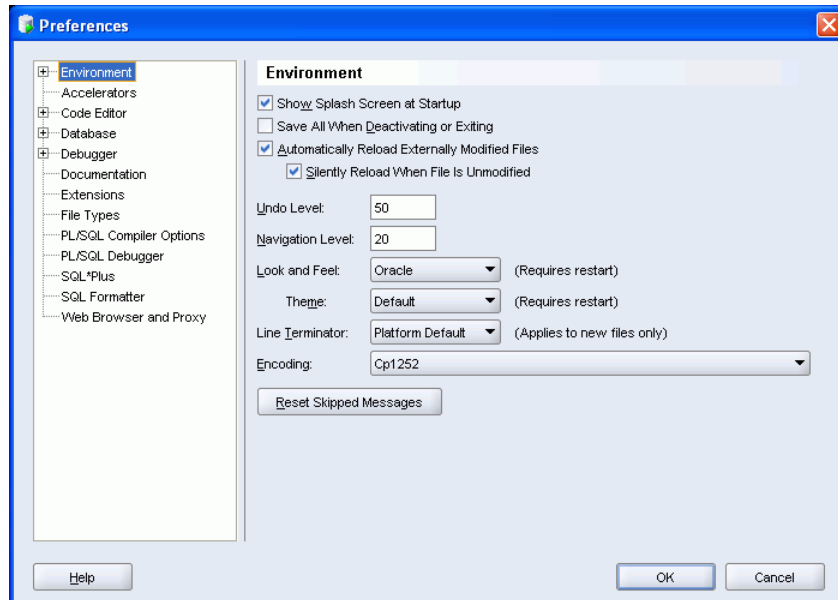 Preferences
Environment
Accelerators
Code Editor
Database
Debugger
Documentation
Extensions
File Types
PL/SQL Compiler Options
PL/SQL Debugger
SQL*Plus
SQL Formatter
Web Browser and Proxy
Environment
Show Splash Screen at Startup
Save All When Deactivating or Exiting
Automatically Reload Externally Modified Files
Silently Reload When File Is Unmodified
Undo Level: 50
Navigation Level: 20
Look and Feel: Oracle (Requires restart)
Theme: Default (Requires restart)
Line Terminator: Platform Default (Applies to new files only)
Encoding: Cp1252
Reset Skipped Messages
Help OK Cancel